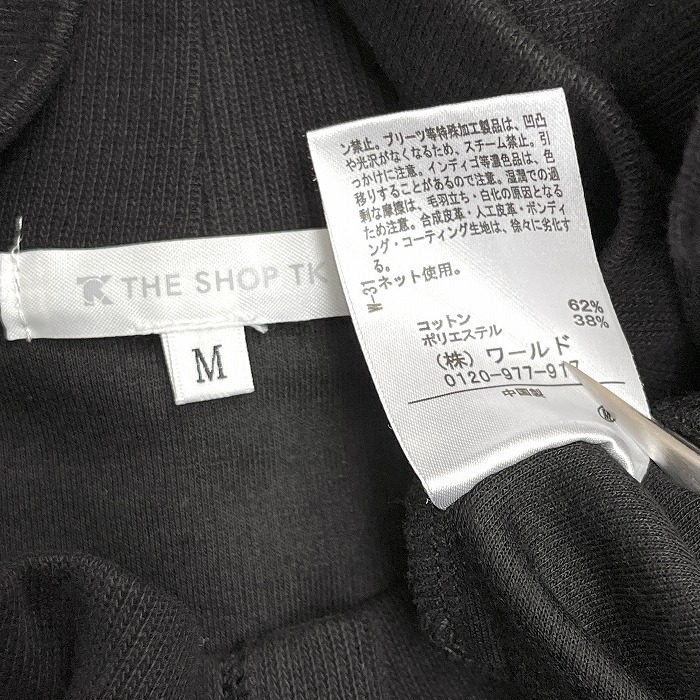 THE SHOP TK
M
ン禁止。プリーツ等特殊加工製品は、凹凸
や光沢がなくなるため、スチーム禁止。引
っかけに注意。インディゴ等濃色品は、色
移りすることがあるので注意。湿潤での過
剰な摩擦は、毛羽立ち・白化の原因となる
ため注意。合成皮革・人工皮革・ボンディ
ング・コーティング生地は、徐々に劣化す
る。
W-31
ネット使用。
コットン 62%
ポリエステル 38%
(株) ワールド
0120-977-917
中国製